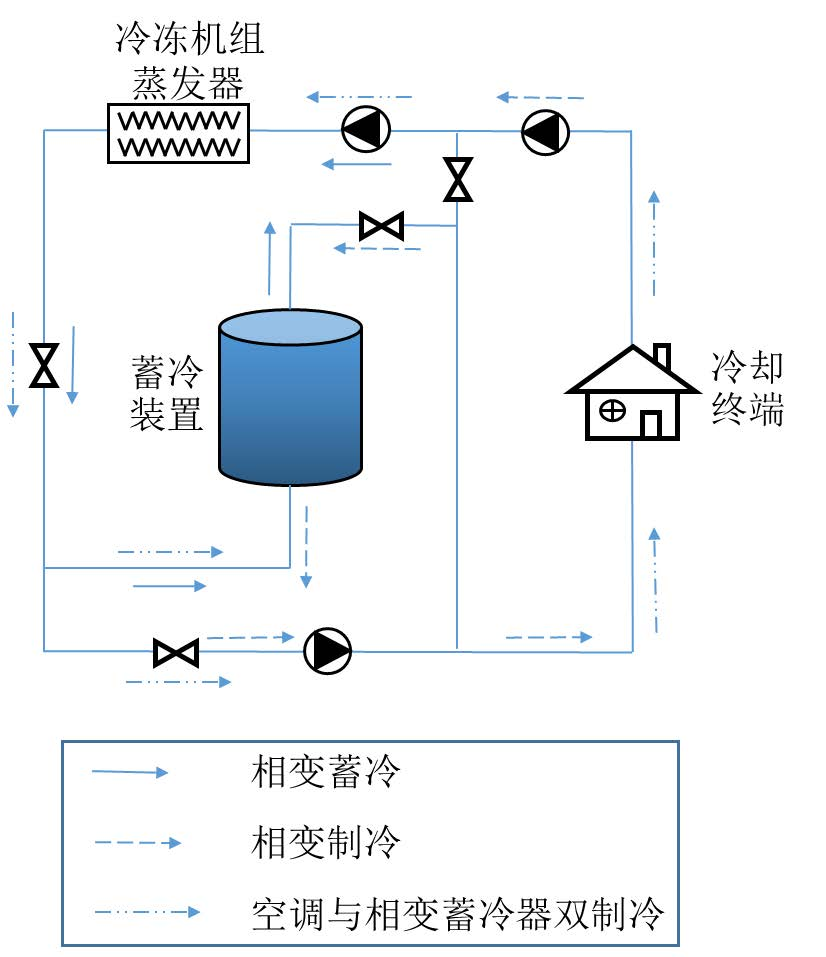 冷冻机组
蒸发器
蓄冷
装置
冷却
终端
相变蓄冷
相变制冷
空调与相变蓄冷器双制冷